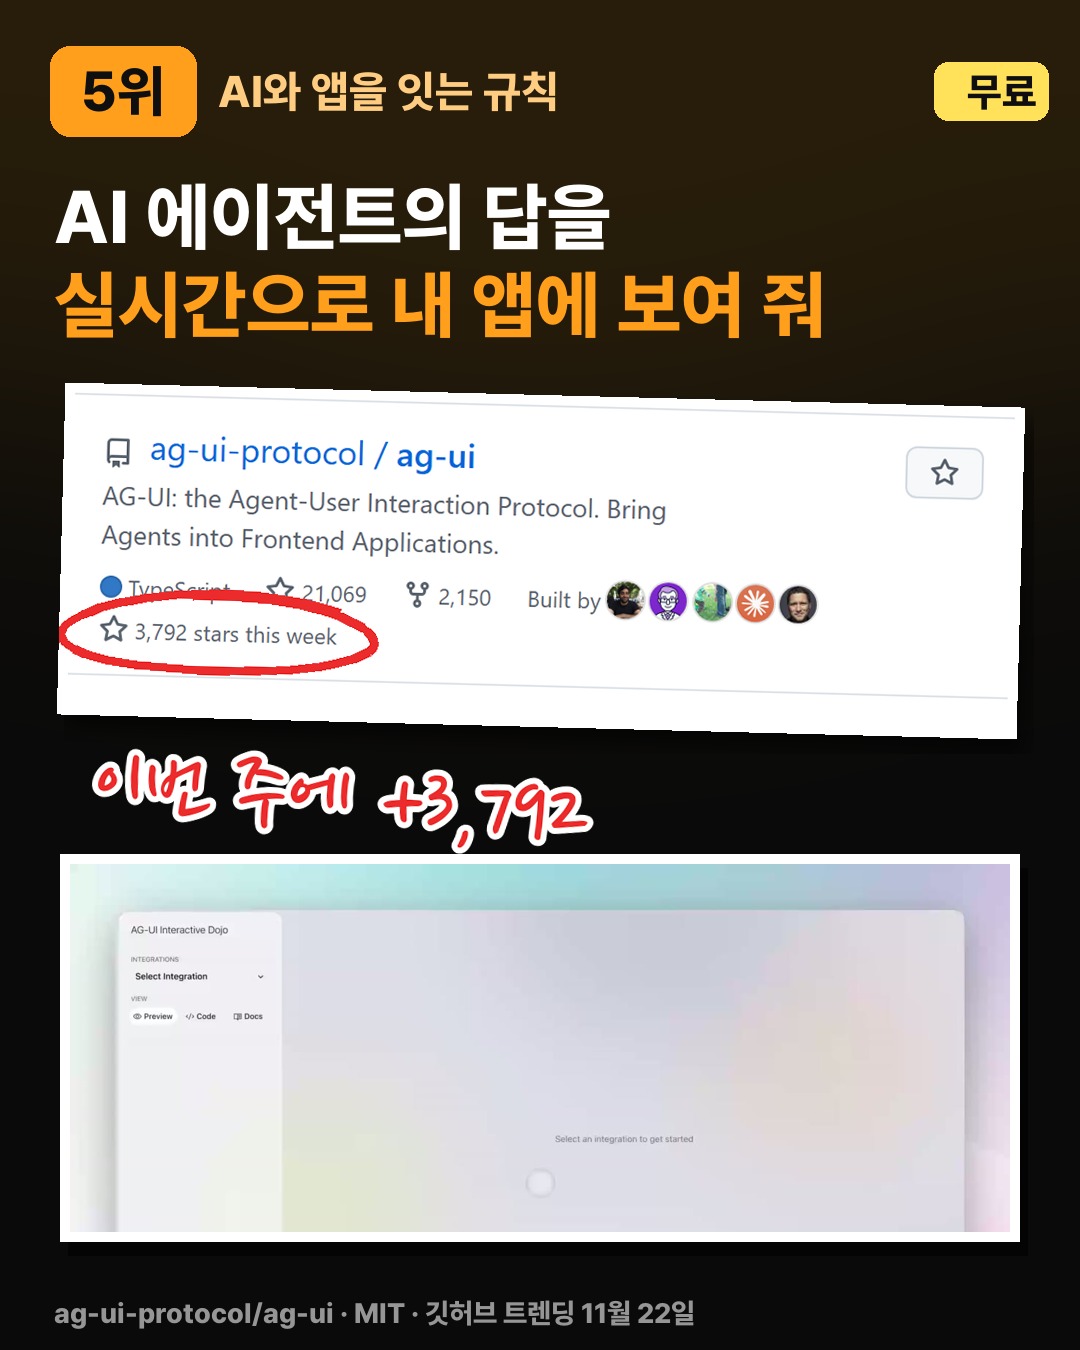 5위
AI와 앱을 잇는 규칙
무료
AI 에이전트의 답을
실시간으로 내 앱에 보여 줘
ag-ui-protocol / ag-ui
AG-UI: the Agent-User Interaction Protocol. Bring
Agents into Frontend Applications.
TypeScript 21,069 2,150 Built by
3,792 stars this week
이번 주에 +3,792
AG-UI Interactive Dojo
INTEGRATIONS
Select Integration
VIEW
Preview Code Docs
Select an integration to get started
ag-ui-protocol/ag-ui · MIT · 깃허브 트렌딩 11월 22일